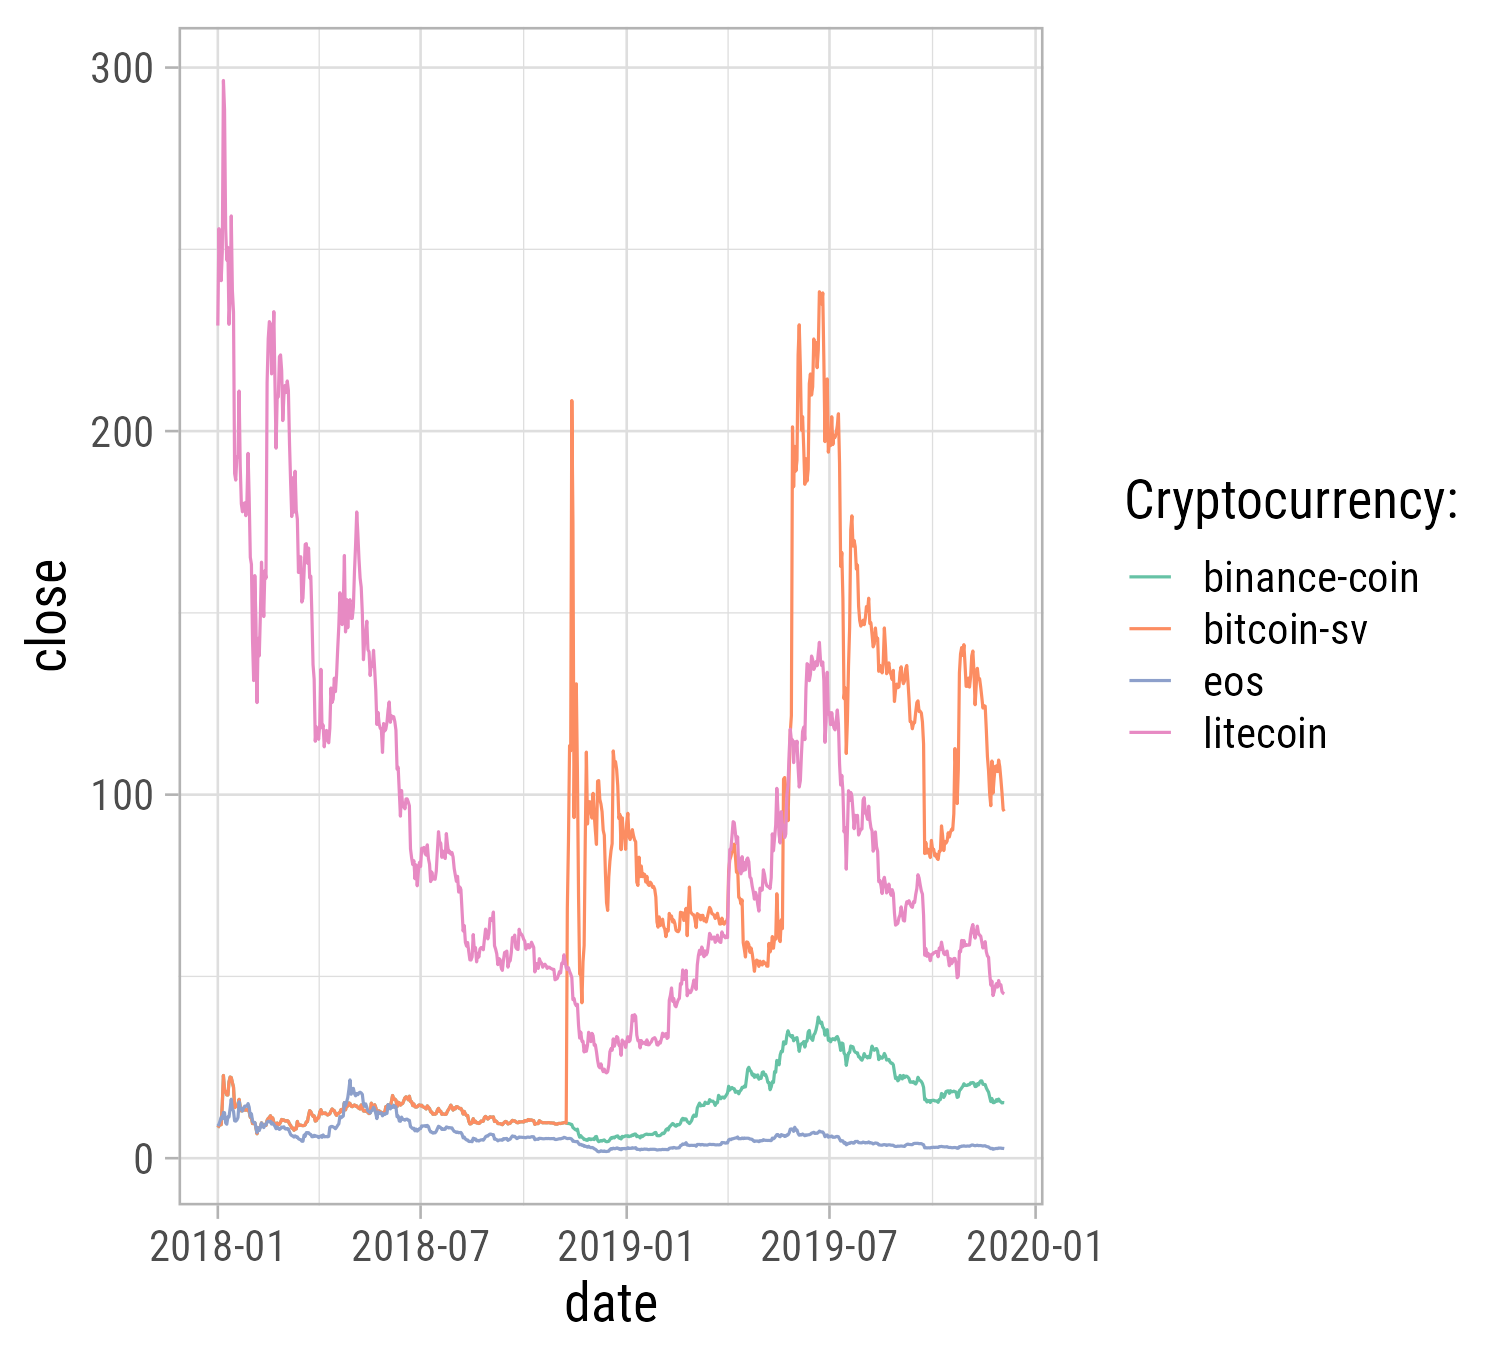 300
200
100
0
close
2018-01 2018-07 2019-01 2019-07 2020-01
date
Cryptocurrency:
binance-coin
bitcoin-sv
eos
litecoin